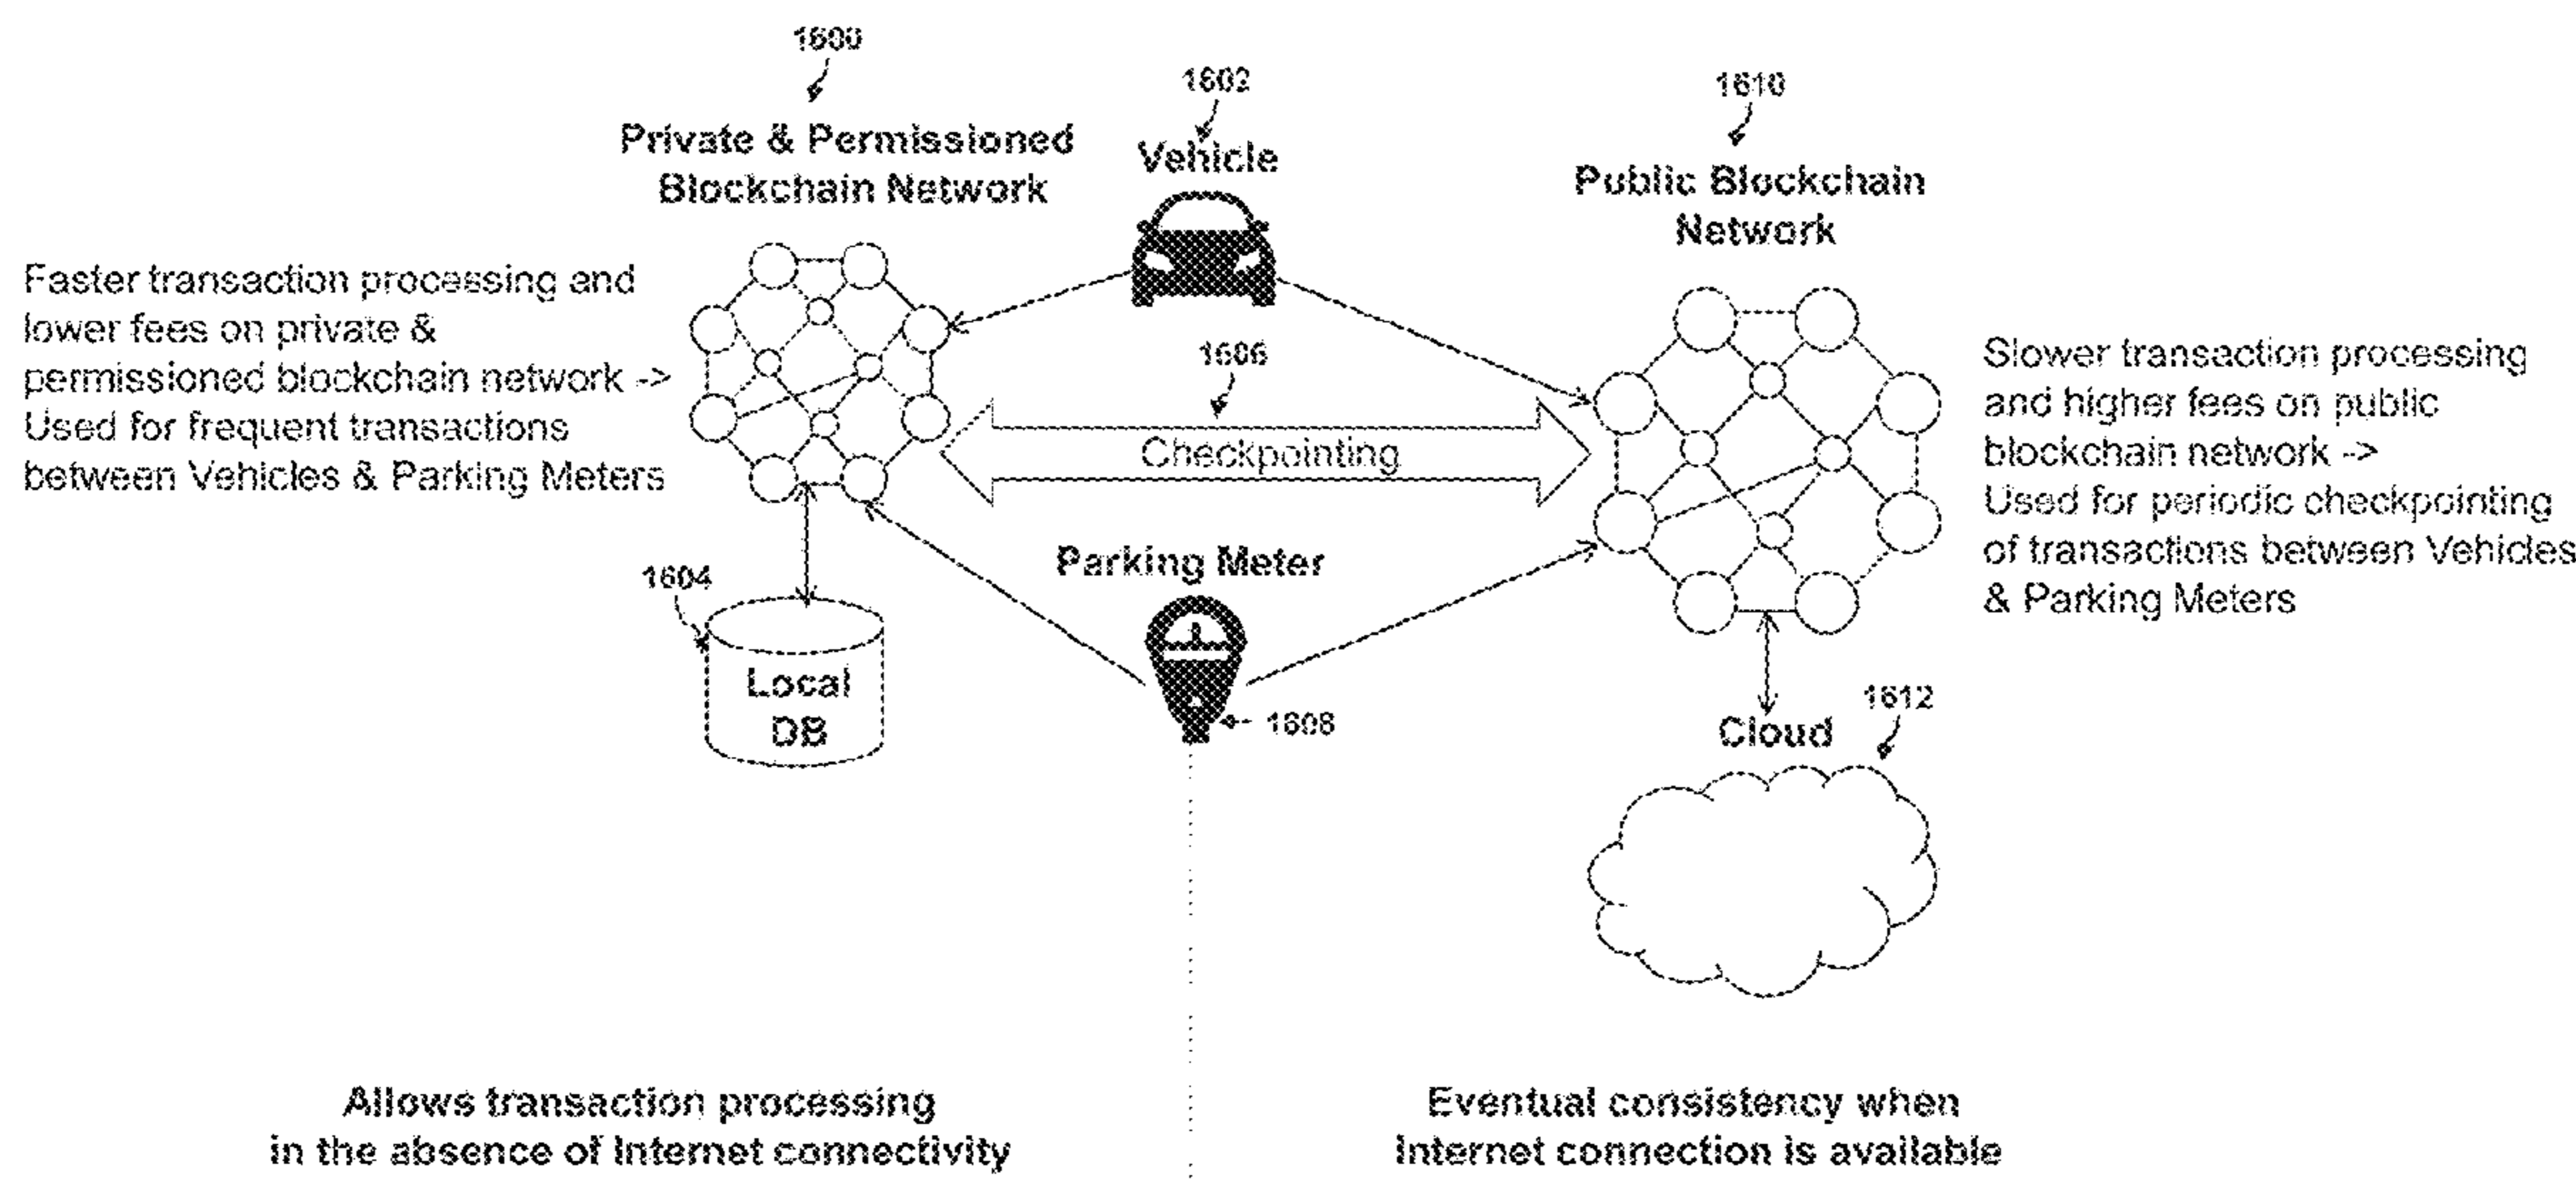 1600
Private & Permissioned
Blockchain Network
1602
Vehicle
1610
Public Blockchain
Network
Faster transaction processing and
lower fees on private &
permissioned blockchain network ->
Used for frequent transactions
between Vehicles & Parking Meters
1606
Checkpointing
Slower transaction processing
and higher fees on public
blockchain network ->
Used for periodic checkpointing
of transactions between Vehicles
& Parking Meters
1604
Local
DB
Parking Meter
1608
Cloud
1612
Allows transaction processing
in the absence of Internet connectivity
Eventual consistency when
Internet connection is available